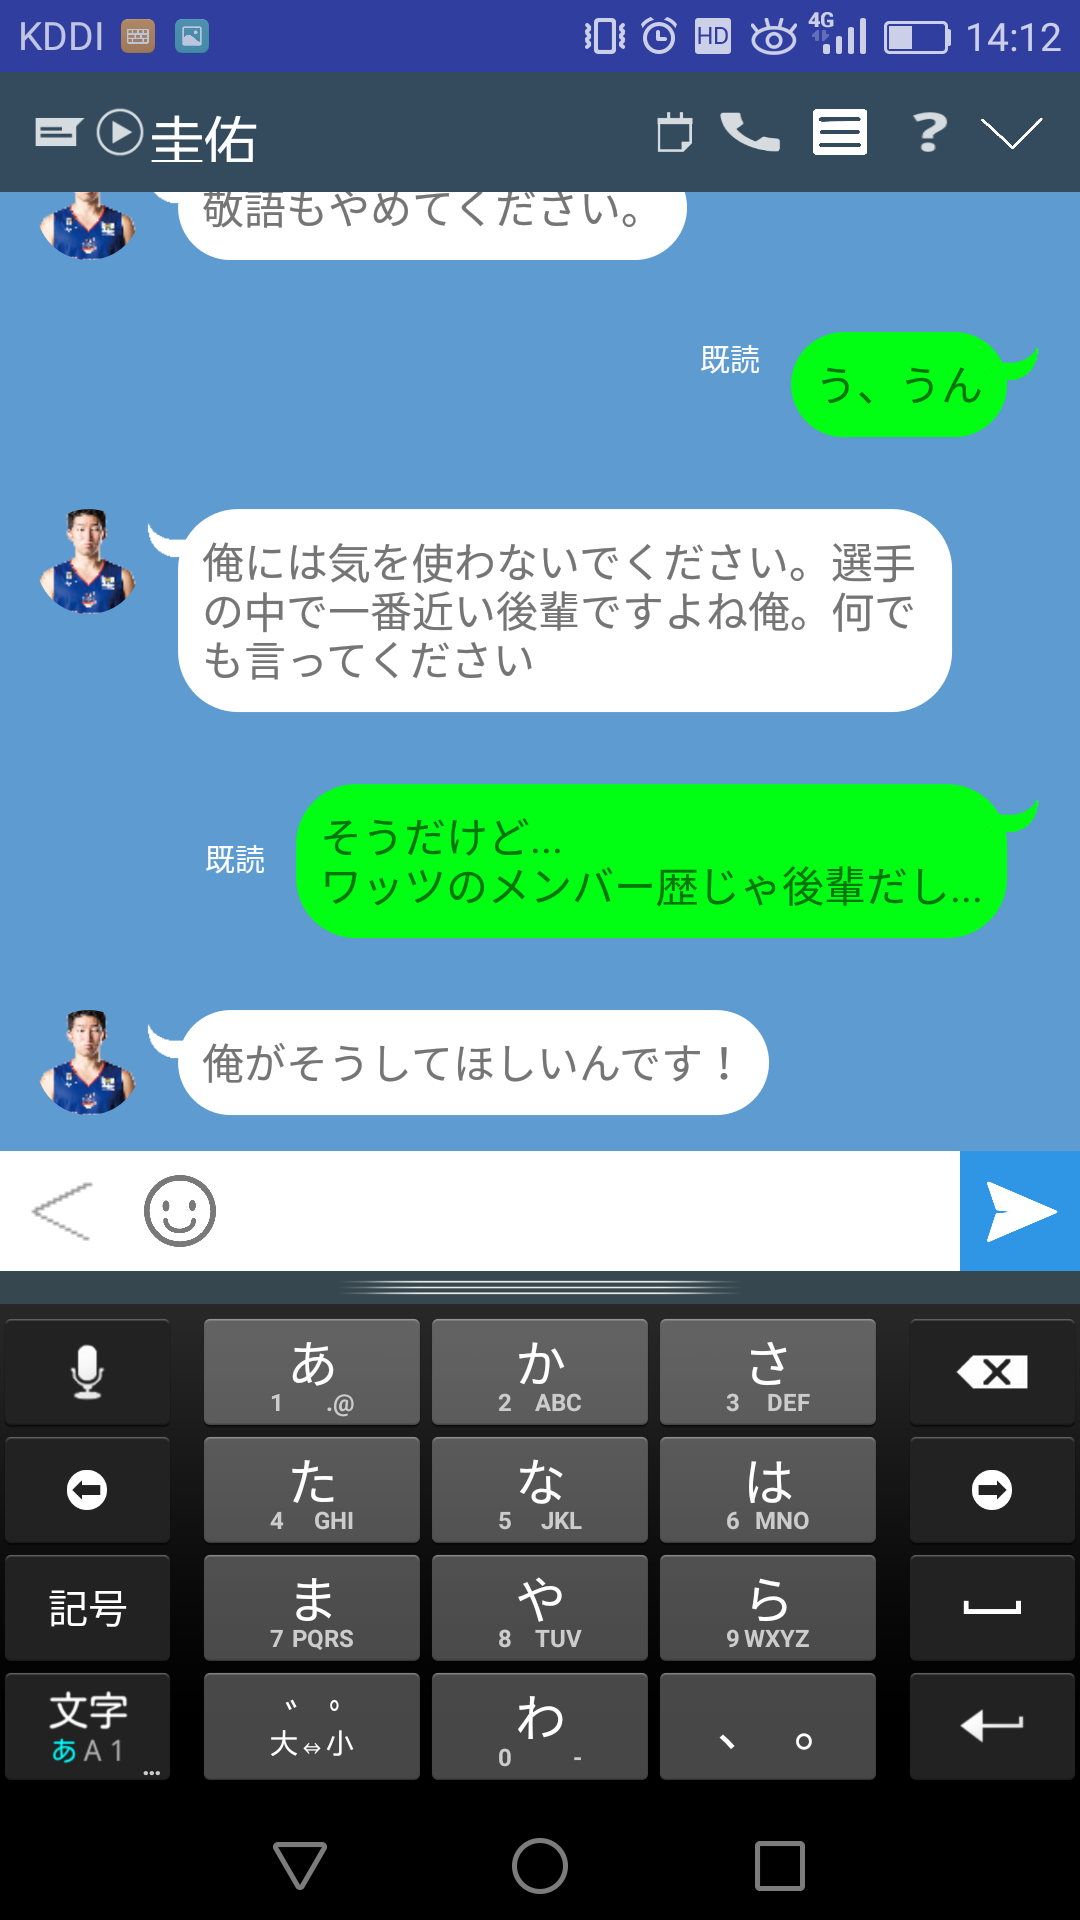 KDDI HD 4G 14:12
圭佑
敬語もやめてください。
既読
う、うん
俺には気を使わないでください。選手
の中で一番近い後輩ですよね俺。何で
も言ってください
そうだけど...
既読
ワッツのメンバー歴じゃ後輩だし...
俺がそうしてほしいんです！
あ か さ
1 .@ 2 ABC 3 DEF
た な は
4 GHI 5 JKL 6 MNO
記号 ま や ら
7 PQRS 8 TUV 9 WXYZ
文字 ゛ ゜ わ 、 。
あ A 1 大⇔小 0 -
...